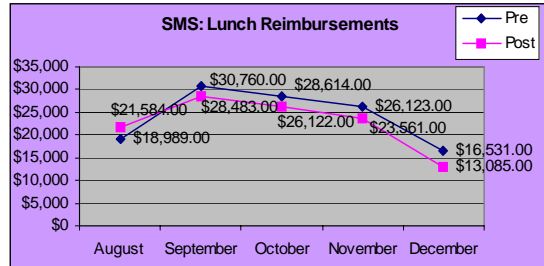 SMS: Lunch Reimbursements
Pre
Post
$35,000
$30,000
$25,000
$20,000
$15,000
$10,000
$5,000
$0
$30,760.00
$28,614.00
$21,584.00
$28,483.00
$26,123.00
$26,122.00
$23,561.00
$18,989.00
$16,531.00
$13,085.00
August
September
October
November
December